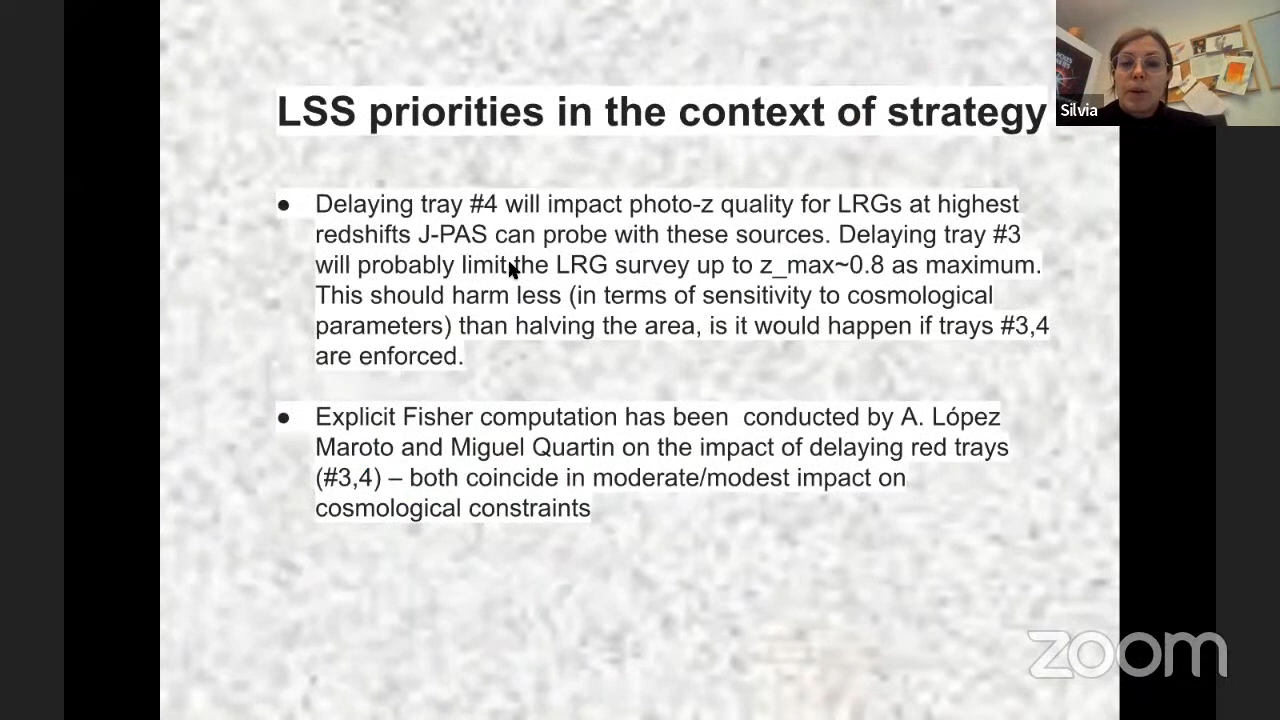 LSS priorities in the context of strategy
Silvia
● Delaying tray #4 will impact photo-z quality for LRGs at highest
redshifts J-PAS can probe with these sources. Delaying tray #3
will probably limit the LRG survey up to z_max~0.8 as maximum.
This should harm less (in terms of sensitivity to cosmological
parameters) than halving the area, is it would happen if trays #3,4
are enforced.
● Explicit Fisher computation has been conducted by A. López
Maroto and Miguel Quartin on the impact of delaying red trays
(#3,4) – both coincide in moderate/modest impact on
cosmological constraints
zoom